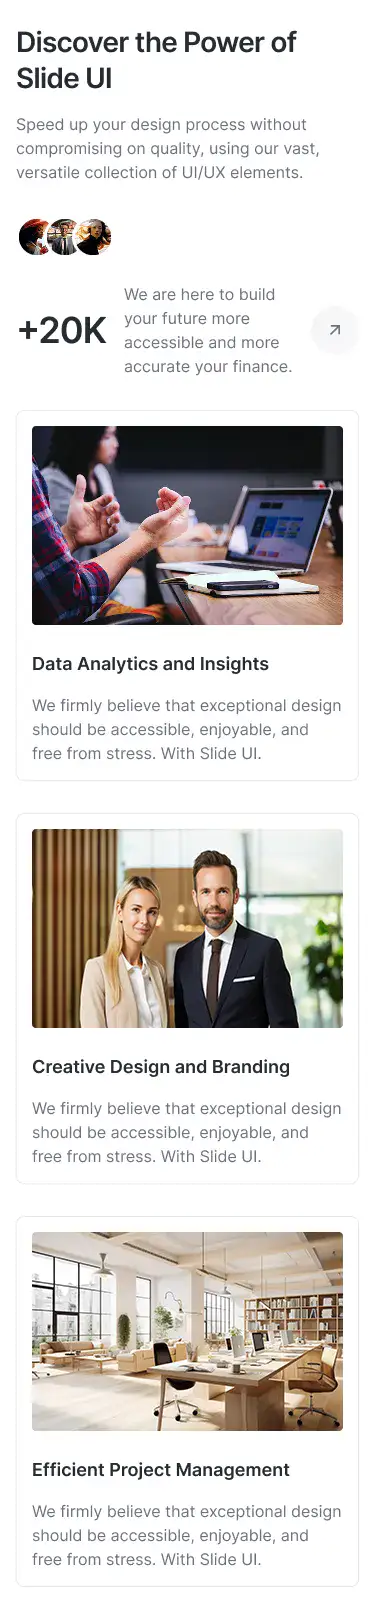 Discover the Power of
Slide UI
Speed up your design process without
compromising on quality, using our vast,
versatile collection of UI/UX elements.
+20K
We are here to build
your future more
accessible and more
accurate your finance.
Data Analytics and Insights
We firmly believe that exceptional design
should be accessible, enjoyable, and
free from stress. With Slide UI.
Creative Design and Branding
We firmly believe that exceptional design
should be accessible, enjoyable, and
free from stress. With Slide UI.
Efficient Project Management
We firmly believe that exceptional design
should be accessible, enjoyable, and
free from stress. With Slide UI.